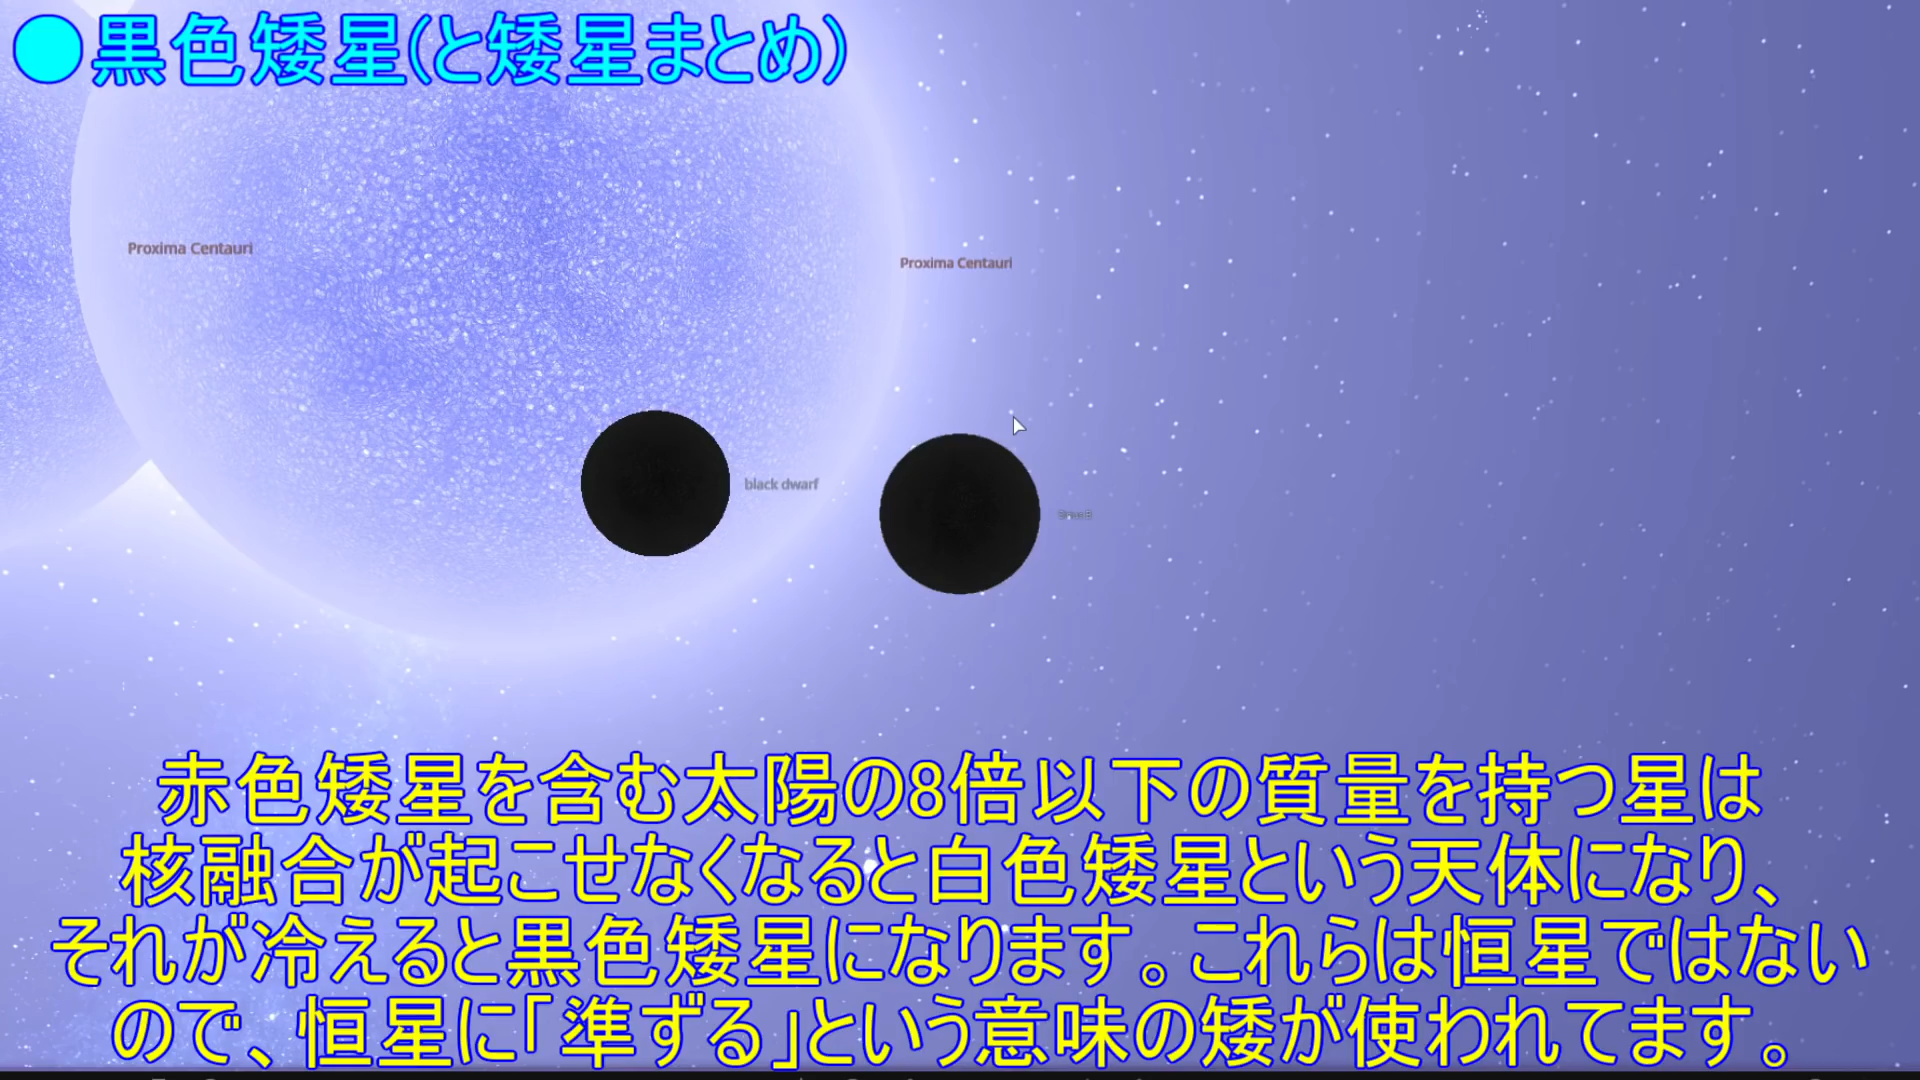 ●黒色矮星(と矮星まとめ)
Proxima Centauri
Proxima Centauri
black dwarf
赤色矮星を含む太陽の8倍以下の質量を持つ星は
核融合が起こせなくなると白色矮星という天体になり、
それが冷えると黒色矮星になります。これらは恒星ではない
ので、恒星に「準ずる」という意味の矮が使われてます。